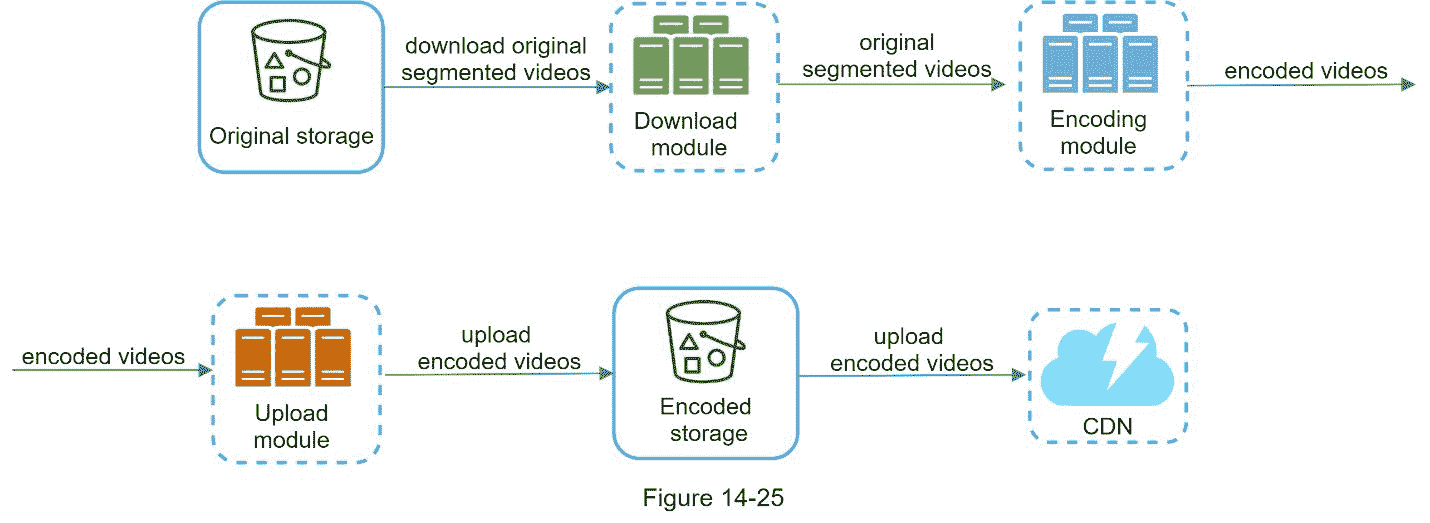 download original
segmented videos
original
segmented videos
encoded videos
Original storage
Download
module
Encoding
module
encoded videos
upload
encoded videos
upload
encoded videos
Upload
module
Encoded
storage
CDN
Figure 14-25